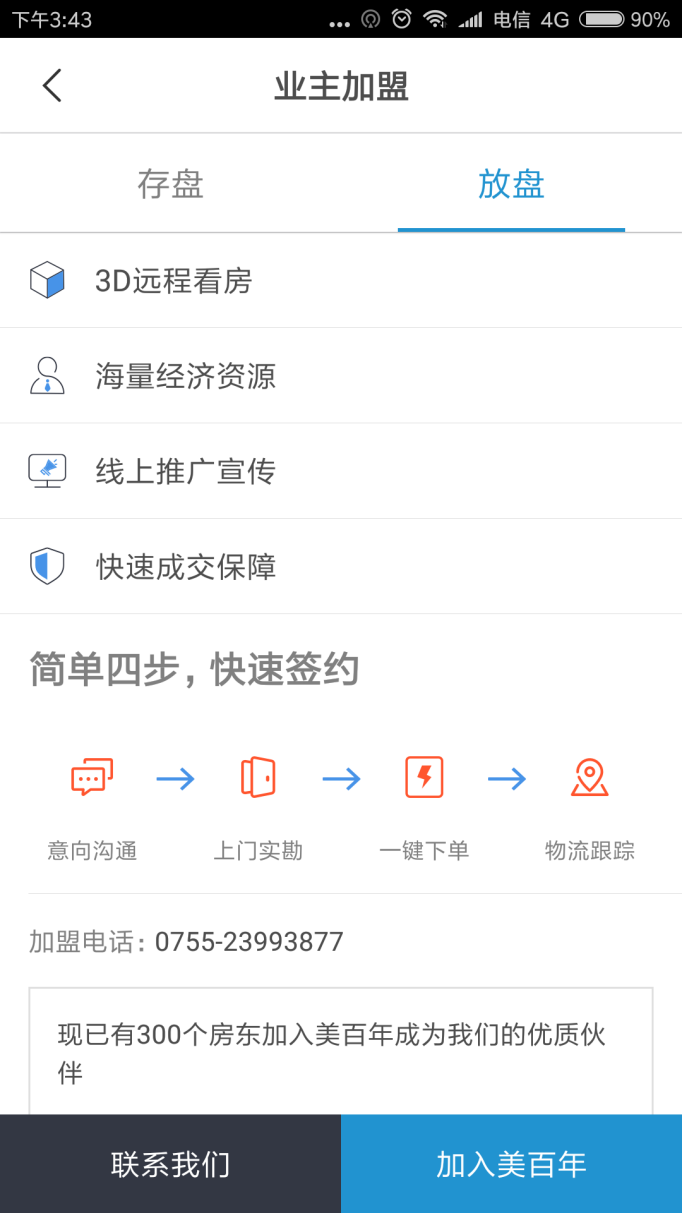 下午3:43
电信 4G 90%
业主加盟
存盘 放盘
3D远程看房
海量经济资源
线上推广宣传
快速成交保障
简单四步，快速签约
意向沟通 上门实勘 一键下单 物流跟踪
加盟电话：0755-23993877
现已有300个房东加入美百年成为我们的优质伙
伴
联系我们 加入美百年